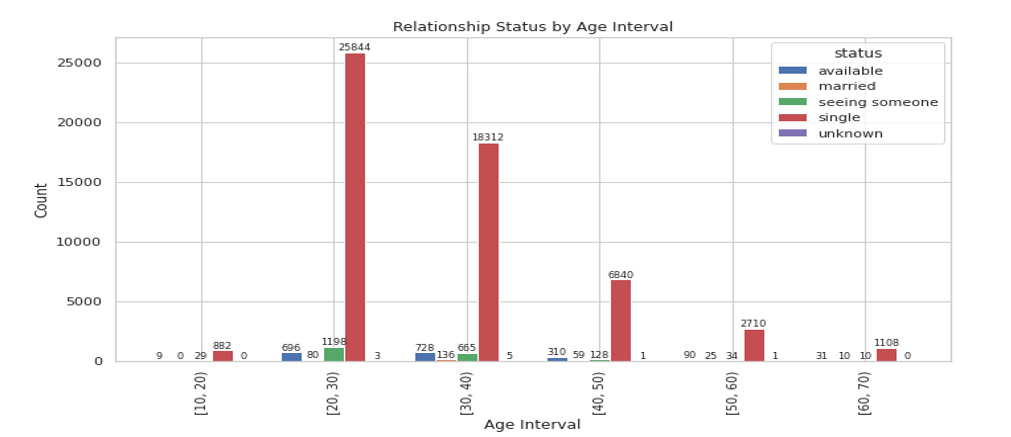 Relationship Status by Age Interval
status
available
married
seeing someone
single
unknown
Count
25000
20000
15000
10000
5000
0
9 0 29 882 0
696 80 1198 25844 3
728 136 665 18312 5
310 59 128 6840 1
90 25 34 2710 1
31 10 10 1108 0
[10, 20)
[20, 30)
[30, 40)
[40, 50)
[50, 60)
[60, 70)
Age Interval